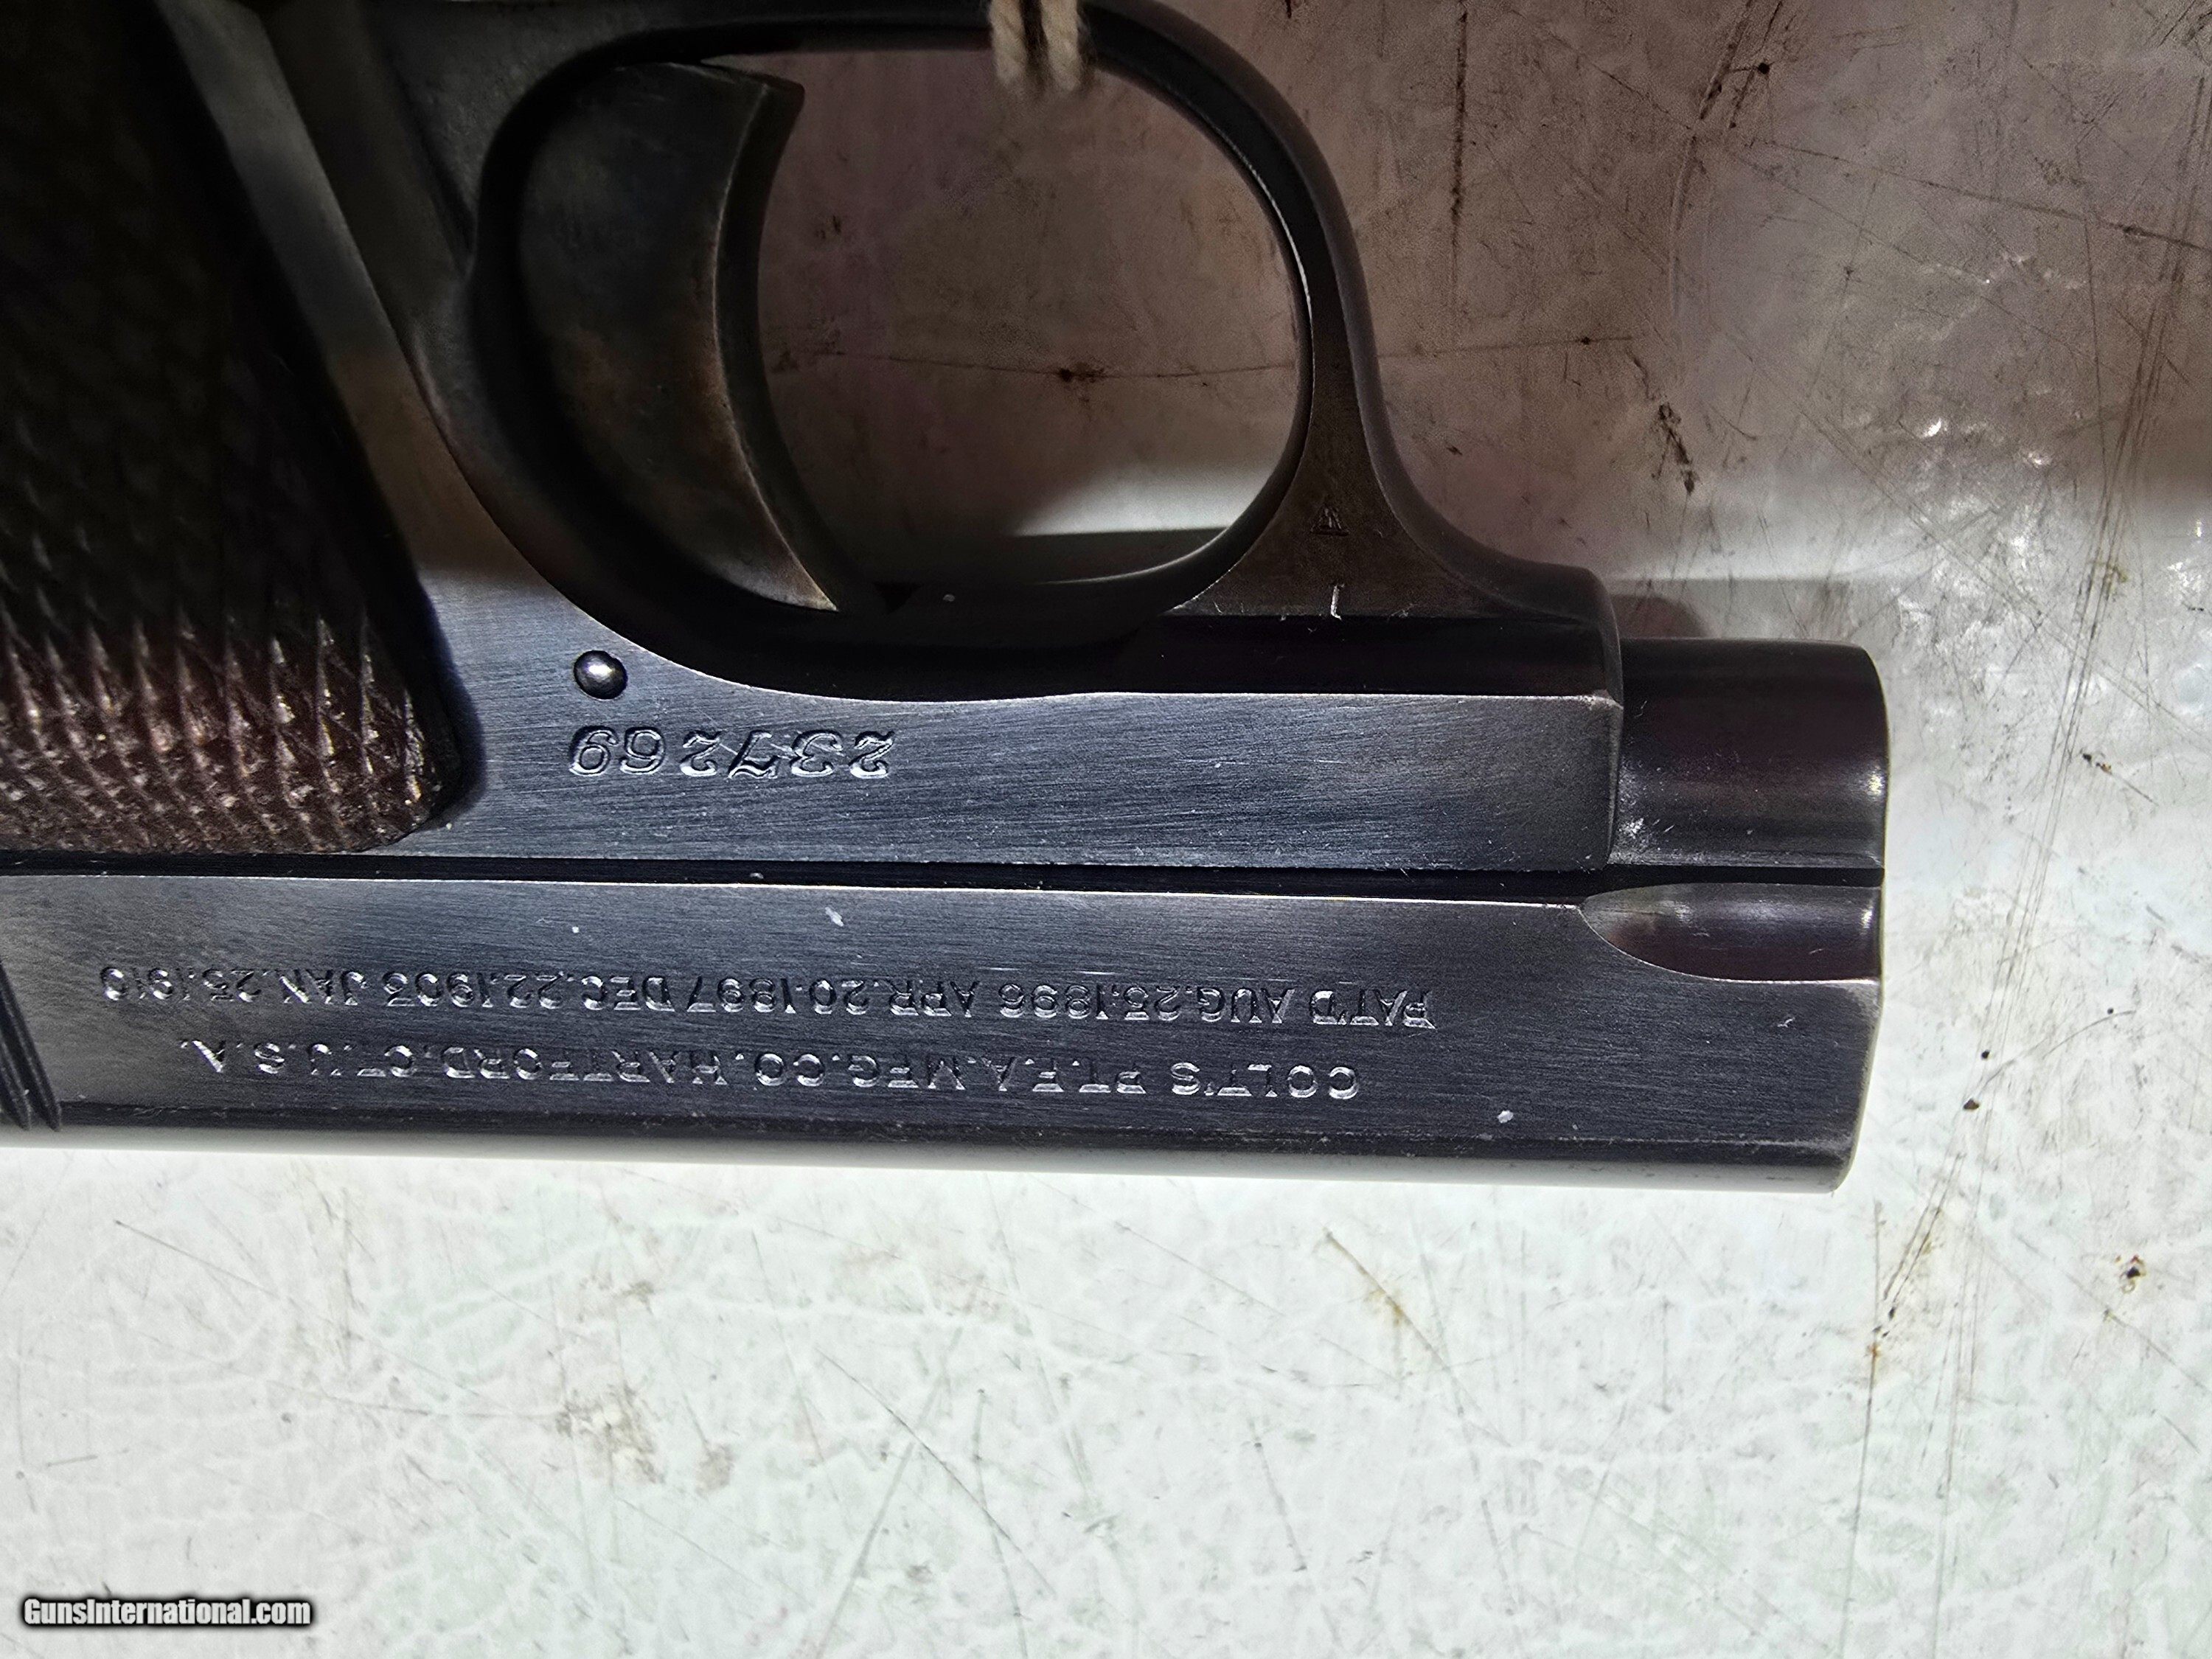 COLT'S PT.F.A.MFG.CO.HARTFORD.CT.U.S.A.
PAT'D AUG.25.1896 APR.20.1897 DEC.22.1903 JAN.25.1910
237269
GunsInternational.com